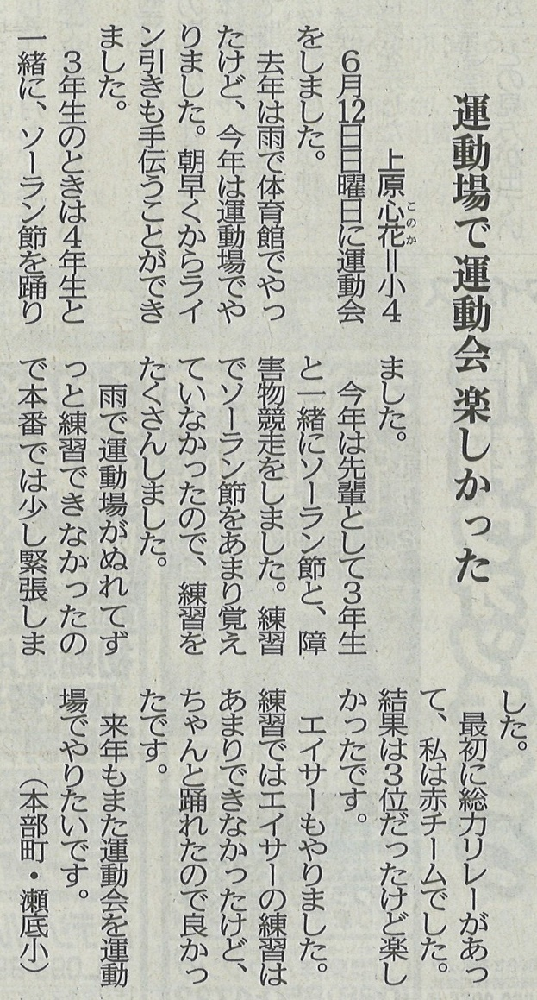 運動場で運動会 楽しかった
上原心花＝小４
このか
６月12日日曜日に運動会
をしました。
去年は雨で体育館でやっ
たけど、今年は運動場でや
りました。朝早くからライ
ン引きも手伝うことができ
ました。
３年生のときは４年生と
一緒に、ソーラン節を踊り
ました。
今年は先輩として３年生
と一緒にソーラン節と、障
害物競走をしました。練習
でソーラン節をあまり覚え
ていなかったので、練習を
たくさんしました。
雨で運動場がぬれてず
っと練習できなかったの
で本番では少し緊張しま
した。
最初に総力リレーがあっ
て、私は赤チームでした。
結果は３位だったけど楽し
かったです。
エイサーもやりました。
練習ではエイサーの練習は
あまりできなかったけど、
ちゃんと踊れたので良かっ
たです。
来年もまた運動会を運動
場でやりたいです。
（本部町・瀬底小）